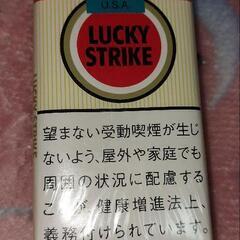 U.S.A.
LUCKY
STRIKE
望まない受動喫煙が生じ
ないよう、屋外や家庭でも
周囲の状況に配慮する
ことが、健康増進法上、
義務付けられています。